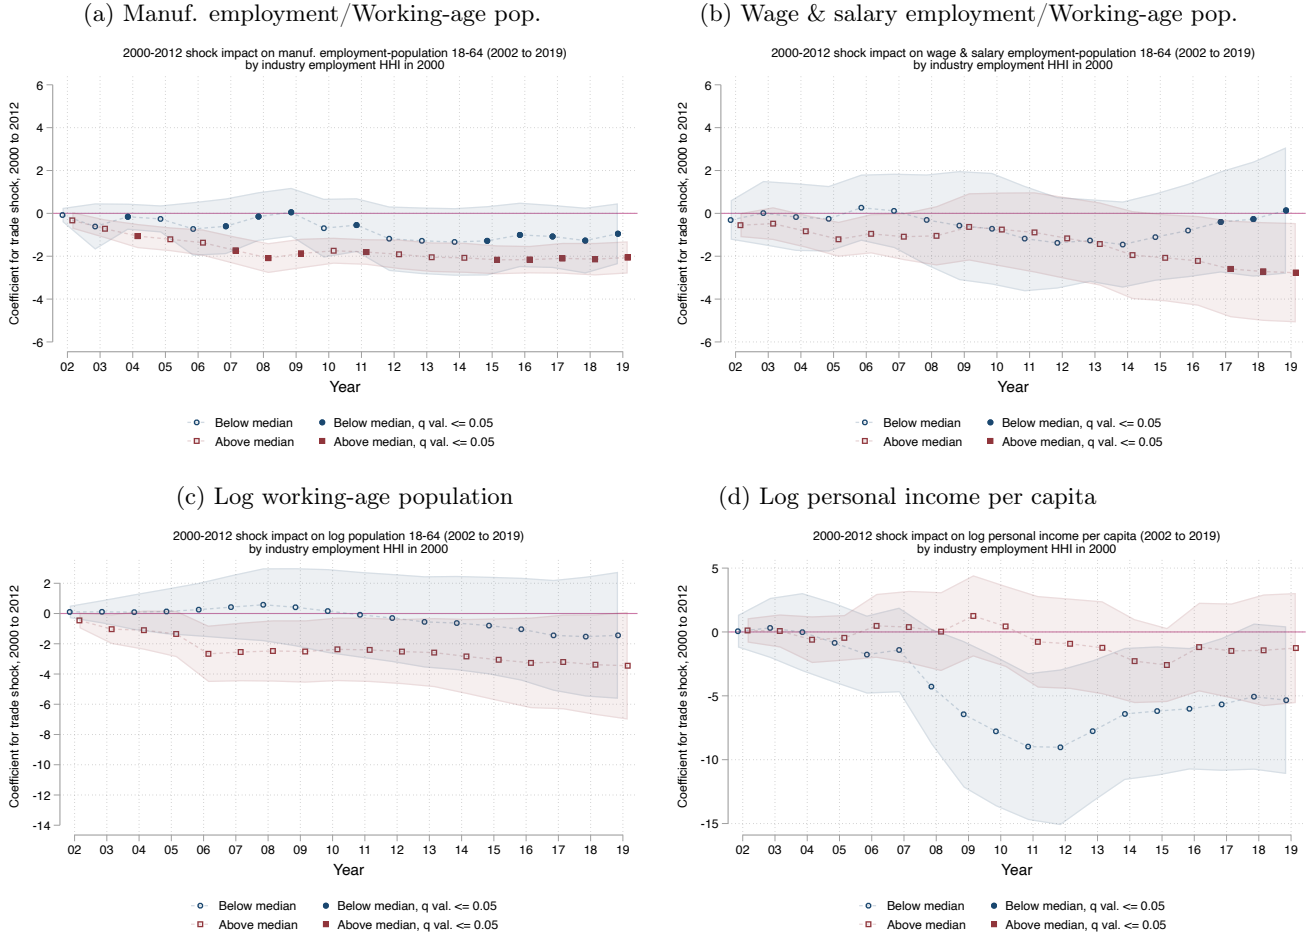 (a) Manuf. employment/Working-age pop.
2000-2012 shock impact on manuf. employment-population 18-64 (2002 to 2019)
by industry employment HHI in 2000
Coefficient for trade shock, 2000 to 2012
6
4
2
0
-2
-4
-6
02 03 04 05 06 07 08 09 10 11 12 13 14 15 16 17 18 19
Year
Below median
Below median, q val. <= 0.05
Above median
Above median, q val. <= 0.05
(b) Wage & salary employment/Working-age pop.
2000-2012 shock impact on wage & salary employment-population 18-64 (2002 to 2019)
by industry employment HHI in 2000
Coefficient for trade shock, 2000 to 2012
6
4
2
0
-2
-4
-6
02 03 04 05 06 07 08 09 10 11 12 13 14 15 16 17 18 19
Year
Below median
Below median, q val. <= 0.05
Above median
Above median, q val. <= 0.05
(c) Log working-age population
2000-2012 shock impact on log population 18-64 (2002 to 2019)
by industry employment HHI in 2000
Coefficient for trade shock, 2000 to 2012
2
0
-2
-4
-6
-8
-10
-12
-14
02 03 04 05 06 07 08 09 10 11 12 13 14 15 16 17 18 19
Year
Below median
Below median, q val. <= 0.05
Above median
Above median, q val. <= 0.05
(d) Log personal income per capita
2000-2012 shock impact on log personal income per capita (2002 to 2019)
by industry employment HHI in 2000
Coefficient for trade shock, 2000 to 2012
5
0
-5
-10
-15
02 03 04 05 06 07 08 09 10 11 12 13 14 15 16 17 18 19
Year
Below median
Below median, q val. <= 0.05
Above median
Above median, q val. <= 0.05